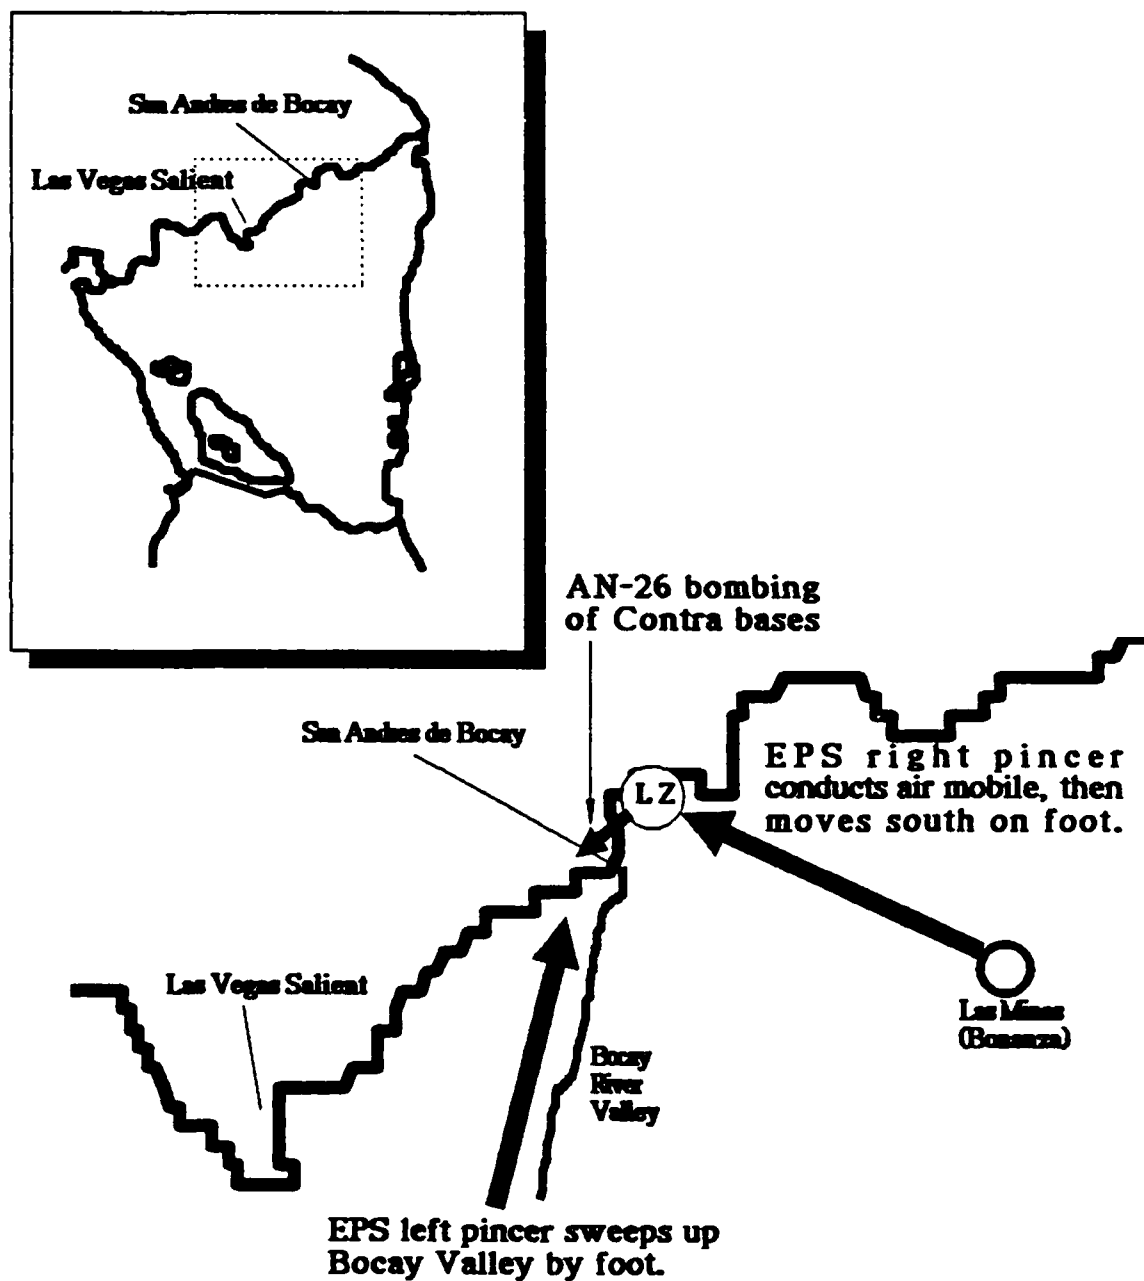 San Andres de Bocay
Las Vegas Salient
AN-26 bombing
of Contra bases
San Andres de Bocay
LZ
EPS right pincer
conducts air mobile, then
moves south on foot.
Las Vegas Salient
Las Minas
(Bonanza)
Bocay
River
Valley
EPS left pincer sweeps up
Bocay Valley by foot.